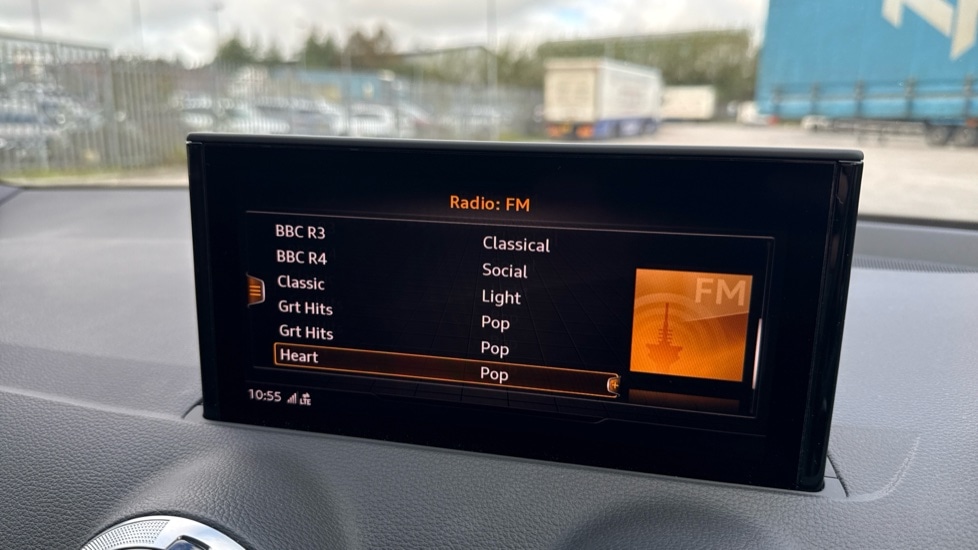 Radio: FM
BBC R3 Classical
BBC R4 Social
Classic Light
Grt Hits Pop
Grt Hits Pop
Heart Pop
FM
10:55 LTE